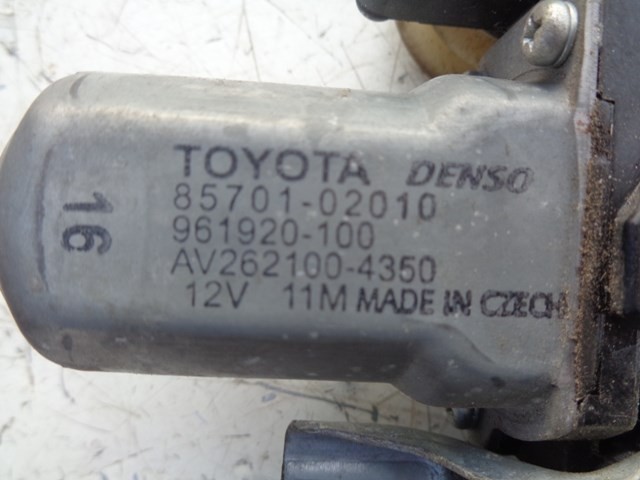 TOYOTA DENSO
85701-02010
961920-100
AV262100-4350
12V 11M MADE IN CZECH
16